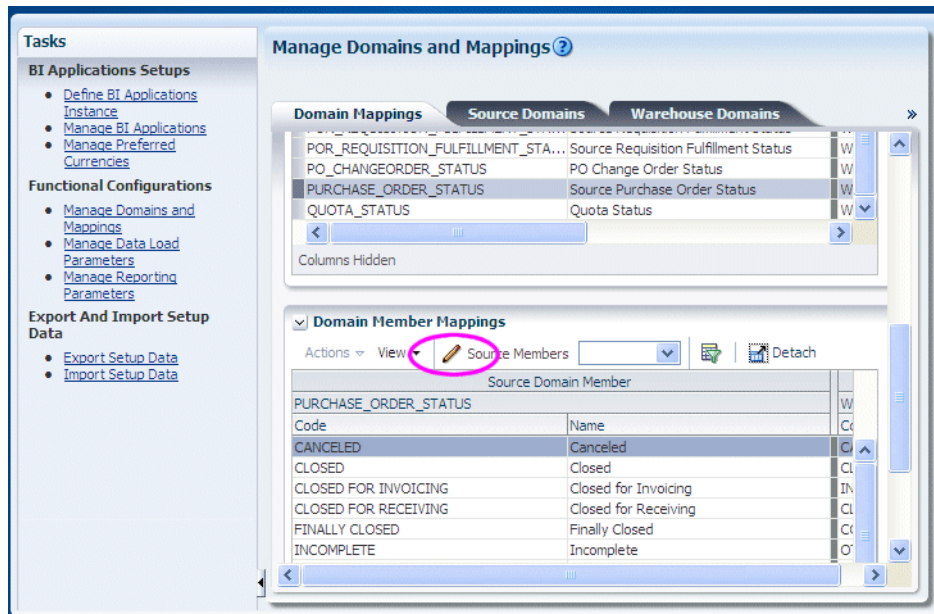 Tasks
BI Applications Setups
Define BI Applications
Instance
Manage BI Applications
Manage Preferred
Currencies
Functional Configurations
Manage Domains and
Mappings
Manage Data Load
Parameters
Manage Reporting
Parameters
Export And Import Setup
Data
Export Setup Data
Import Setup Data
Manage Domains and Mappings
Domain Mappings Source Domains Warehouse Domains »
POR_REQUISITION_FULFILLMENT_STA... Source Requisition Fulfillment Status W
PO_CHANGEORDER_STATUS PO Change Order Status W
PURCHASE_ORDER_STATUS Source Purchase Order Status W
QUOTA_STATUS Quota Status W
Columns Hidden
Domain Member Mappings
Actions View Source Members Detach
Source Domain Member
PURCHASE_ORDER_STATUS W
Code Name
CANCELED Canceled
CLOSED Closed CL
CLOSED FOR INVOICING Closed for Invoicing IN
CLOSED FOR RECEIVING Closed for Receiving CL
FINALLY CLOSED Finally Closed
INCOMPLETE Incomplete